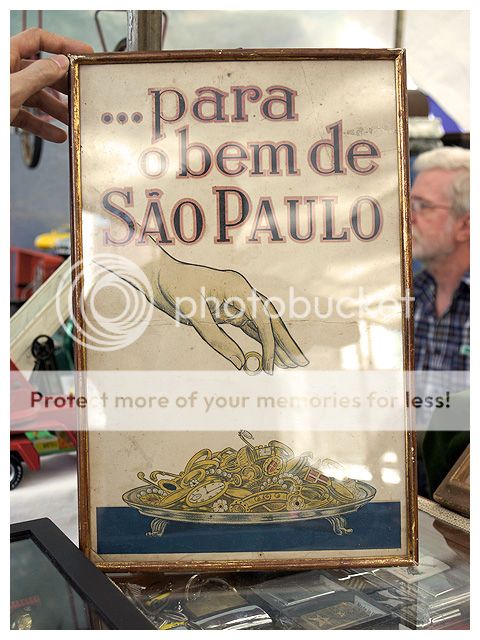 ...para
ó bem de
SÃO PAULO
photobucket
Protect more of your memories for less!